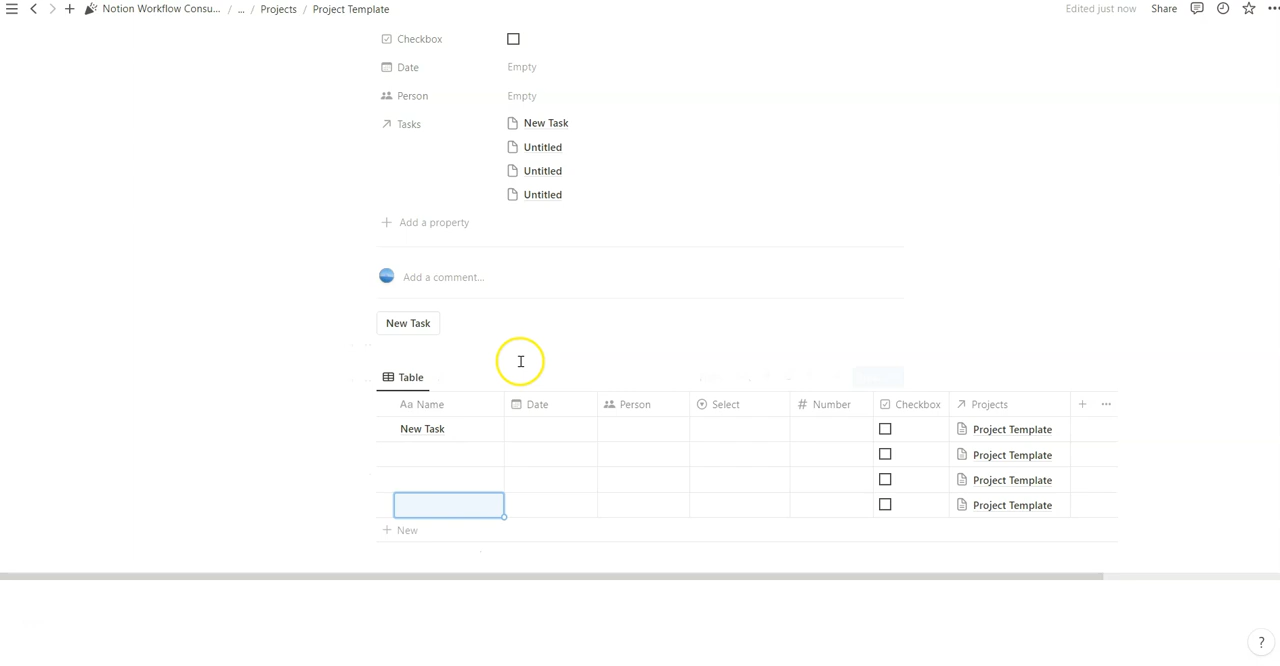 Notion Workflow Consu... / ... / Projects / Project Template Edited just now Share
Checkbox
Date Empty
Person Empty
Tasks New Task
Untitled
Untitled
Untitled
Add a property
Add a comment...
New Task
Table
Aa Name Date Person Select # Number Checkbox Projects
New Task Project Template
Project Template
Project Template
Project Template
+ New
?